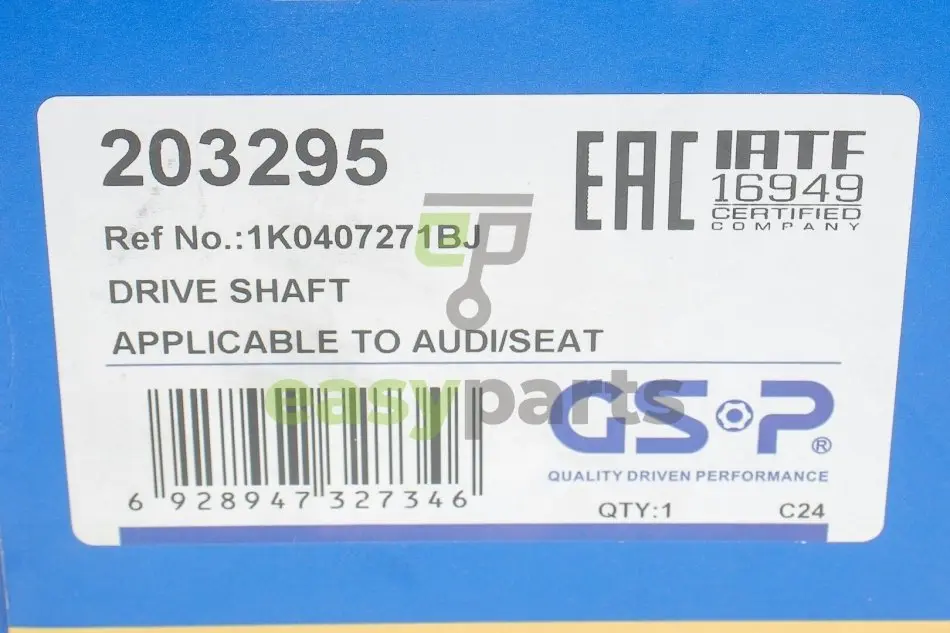 203295
EAC
IATF
16949
CERTIFIED
COMPANY
Ref No.:1K0407271BJ
DRIVE SHAFT
APPLICABLE TO AUDI/SEAT
easyparts
GSP®
QUALITY DRIVEN PERFORMANCE
6 928947 327346
QTY:1
C24